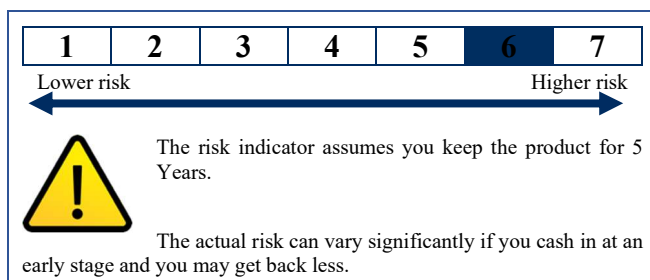 1 2 3 4 5 6 7
Lower risk Higher risk
The risk indicator assumes you keep the product for 5
Years.
The actual risk can vary significantly if you cash in at an
early stage and you may get back less.